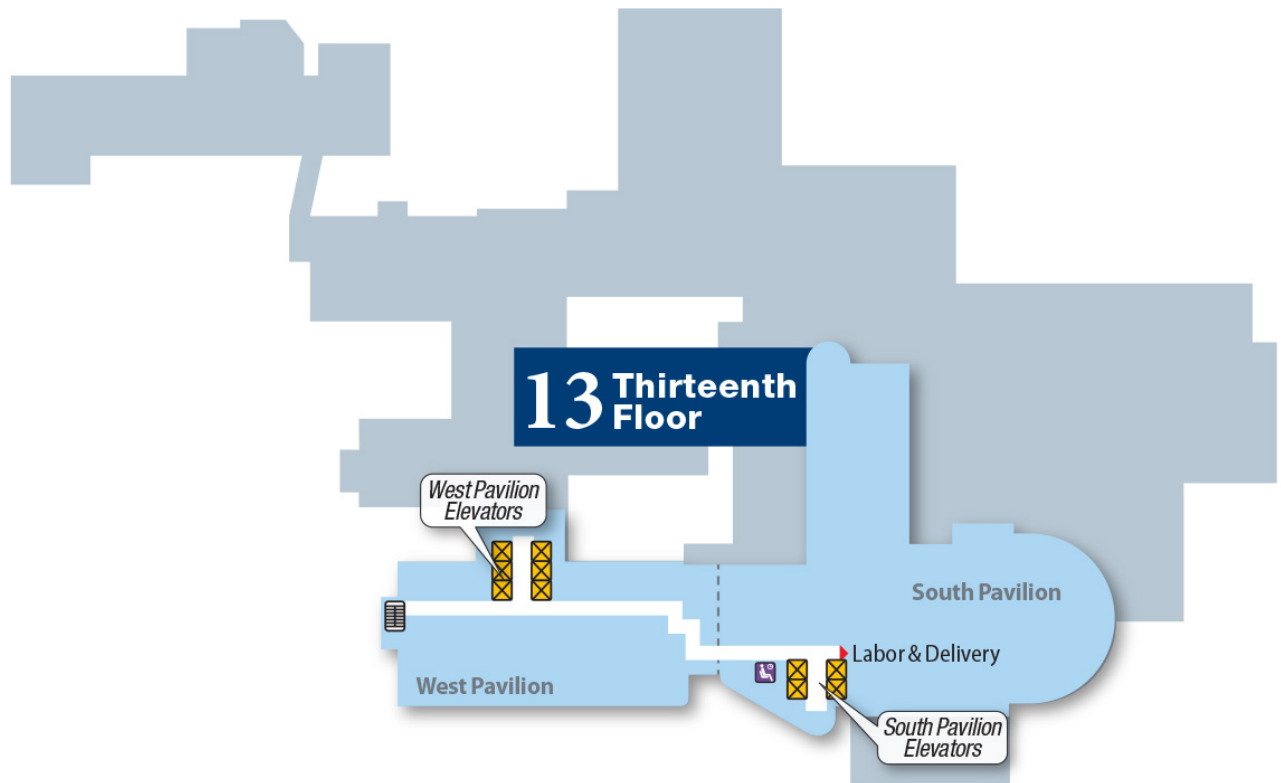 13 Thirteenth
Floor
West Pavilion
Elevators
South Pavilion
Labor & Delivery
West Pavilion
South Pavilion
Elevators